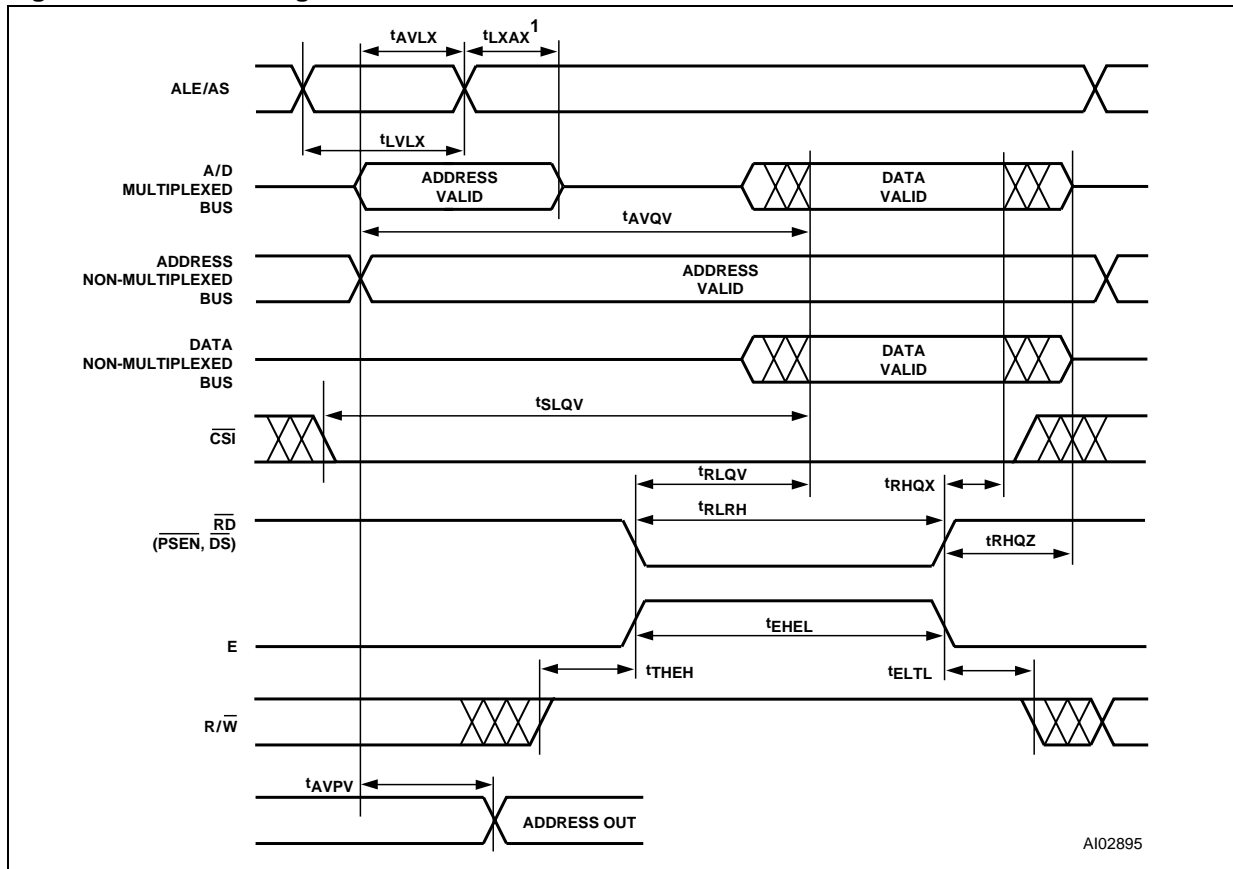 tAVLX
tLXAX 1
ALE/AS
tLVLX
A/D
MULTIPLEXED
BUS
ADDRESS
VALID
DATA
VALID
tAVQV
ADDRESS
NON-MULTIPLEXED
BUS
ADDRESS
VALID
DATA
NON-MULTIPLEXED
BUS
DATA
VALID
tSLQV
CSI
tRLQV
tRHQX
tRLRH
RD
(PSEN, DS)
tRHQZ
tEHEL
E
tTHEH
tELTL
R/W
tAVPV
ADDRESS OUT
AI02895